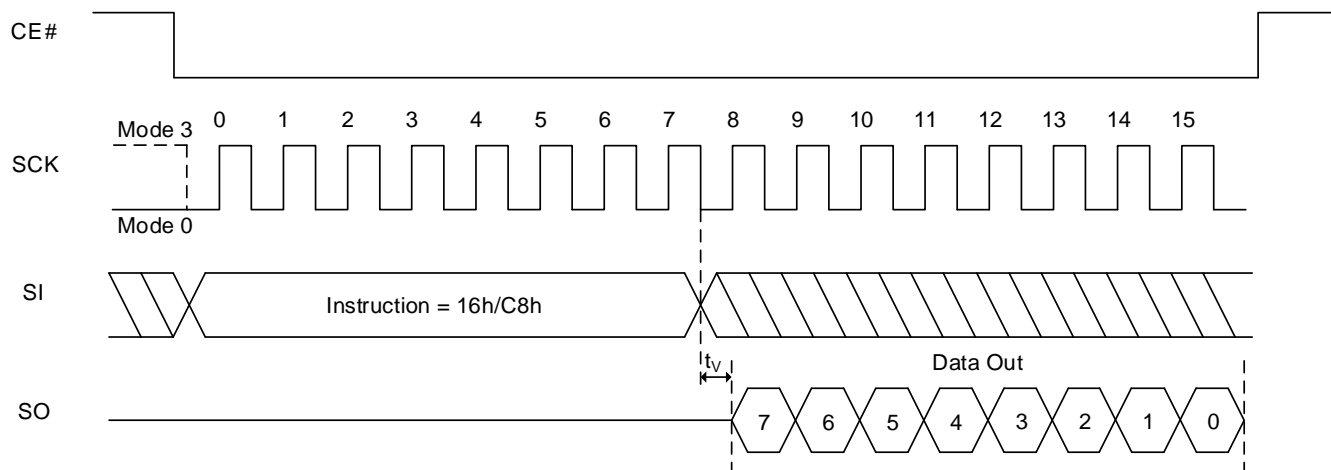 CE#
0 1 2 3 4 5 6 7 8 9 10 11 12 13 14 15
Mode 3
SCK
Mode 0
SI
Instruction = 16h/C8h
tV
Data Out
SO
7 6 5 4 3 2 1 0